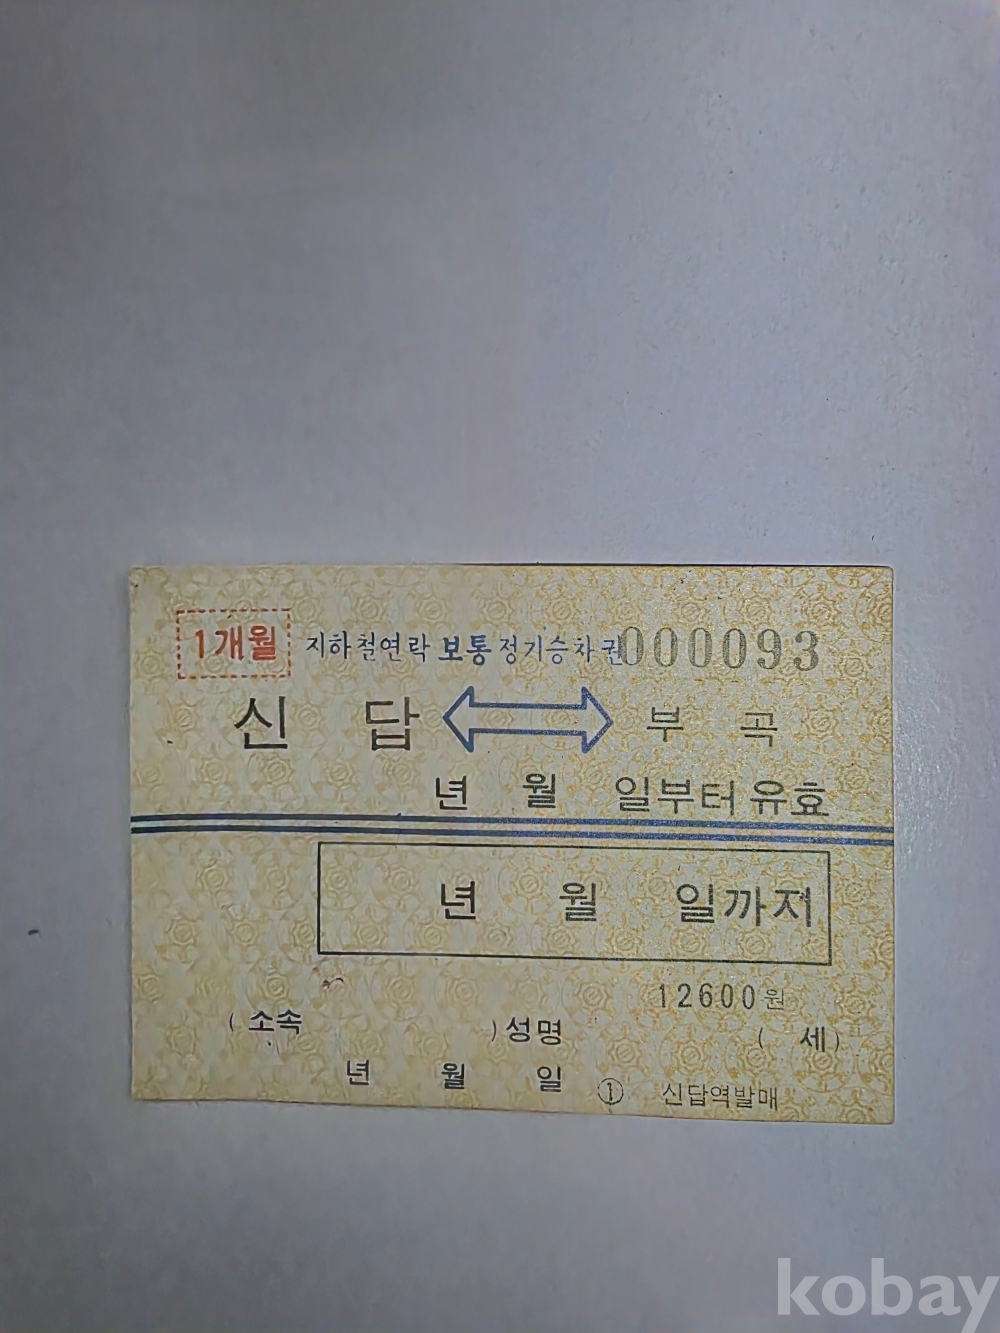 1개월 지하철연락 보통 정기승차권 000093
신 답 ⇔ 부 곡
년 월 일부터 유효
년 월 일까지
12600원
( 소속 ) 성명 ( 세)
년 월 일 ① 신답역발매
kobay